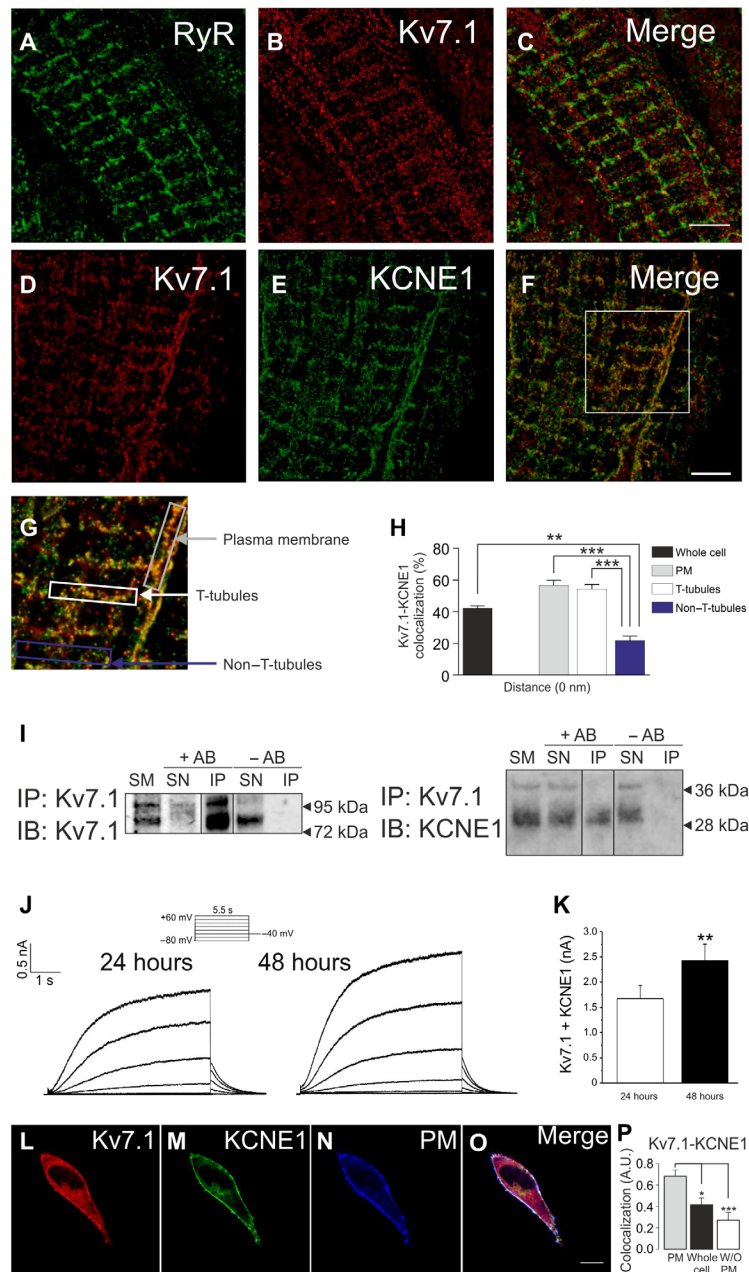 A RyR
B Kv7.1
C Merge
D Kv7.1
E KCNE1
F Merge
G
Plasma membrane
T-tubules
Non–T-tubules
H
Kv7.1-KCNE1
colocalization (%)
80
60
40
20
0
**
***
***
Distance (0 nm)
Whole cell
PM
T-tubules
Non-T-tubules
I
+ AB – AB
SM SN IP SN IP
IP: Kv7.1
IB: Kv7.1
95 kDa
72 kDa
+ AB – AB
SM SN IP SN IP
IP: Kv7.1
IB: KCNE1
36 kDa
28 kDa
J
5.5 s
+60 mV
–40 mV
–80 mV
0.5 nA
1 s
24 hours
48 hours
K
Kv7.1 + KCNE1 (nA)
3.0
2.5
2.0
1.5
1.0
0.5
0
**
24 hours 48 hours
L Kv7.1
M KCNE1
N PM
O Merge
P
Kv7.1-KCNE1
Colocalization (A.U.)
0.8
0.6
0.4
0.2
0.0
*
***
PM Whole cell W/O PM